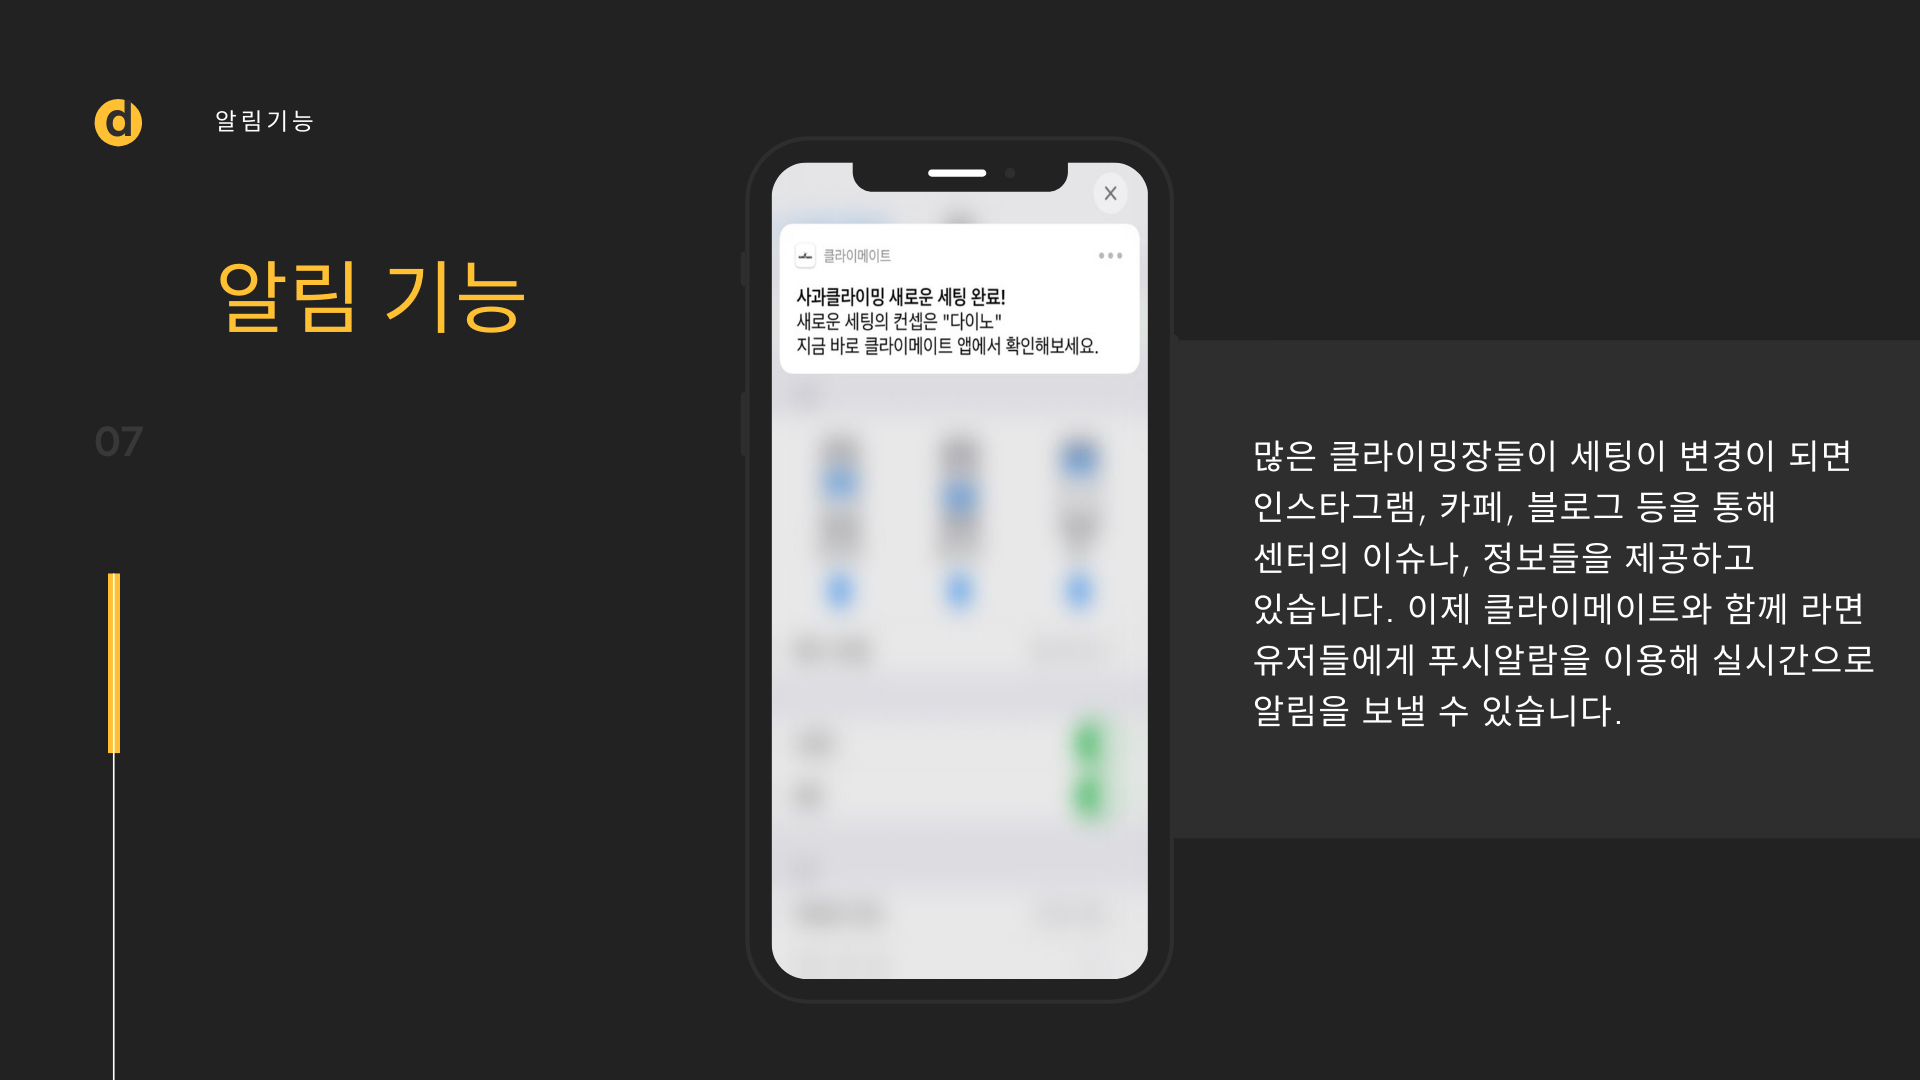 d
알림기능
알림 기능
07
X
클라이메이트
사과클라이밍 새로운 세팅 완료!
새로운 세팅의 컨셉은 "다이노"
지금 바로 클라이메이트 앱에서 확인해보세요.
많은 클라이밍장들이 세팅이 변경이 되면
인스타그램, 카페, 블로그 등을 통해
센터의 이슈나, 정보들을 제공하고
있습니다. 이제 클라이메이트와 함께 라면
유저들에게 푸시알람을 이용해 실시간으로
알림을 보낼 수 있습니다.